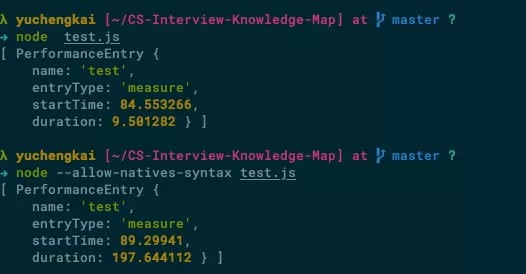 λ yuchengkai [~/CS-Interview-Knowledge-Map] at master ?
→ node test.js
[ PerformanceEntry {
name: 'test',
entryType: 'measure',
startTime: 84.553266,
duration: 9.501282 } ]
λ yuchengkai [~/CS-Interview-Knowledge-Map] at master ?
→ node --allow-natives-syntax test.js
[ PerformanceEntry {
name: 'test',
entryType: 'measure',
startTime: 89.29941,
duration: 197.644112 } ]